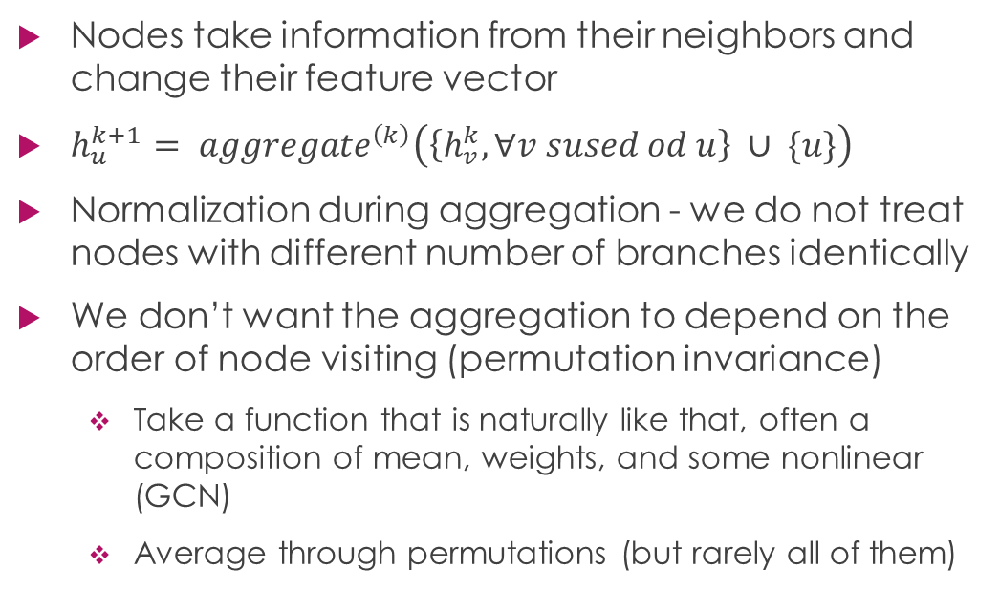 Nodes take information from their neighbors and
change their feature vector
$h_u^{k+1} = aggregate^{(k)}(\{h_v^k, \forall v \ sused \ od \ u\} \cup \{u\})$
Normalization during aggregation - we do not treat
nodes with different number of branches identically
We don't want the aggregation to depend on the
order of node visiting (permutation invariance)
Take a function that is naturally like that, often a
composition of mean, weights, and some nonlinear
(GCN)
Average through permutations (but rarely all of them)